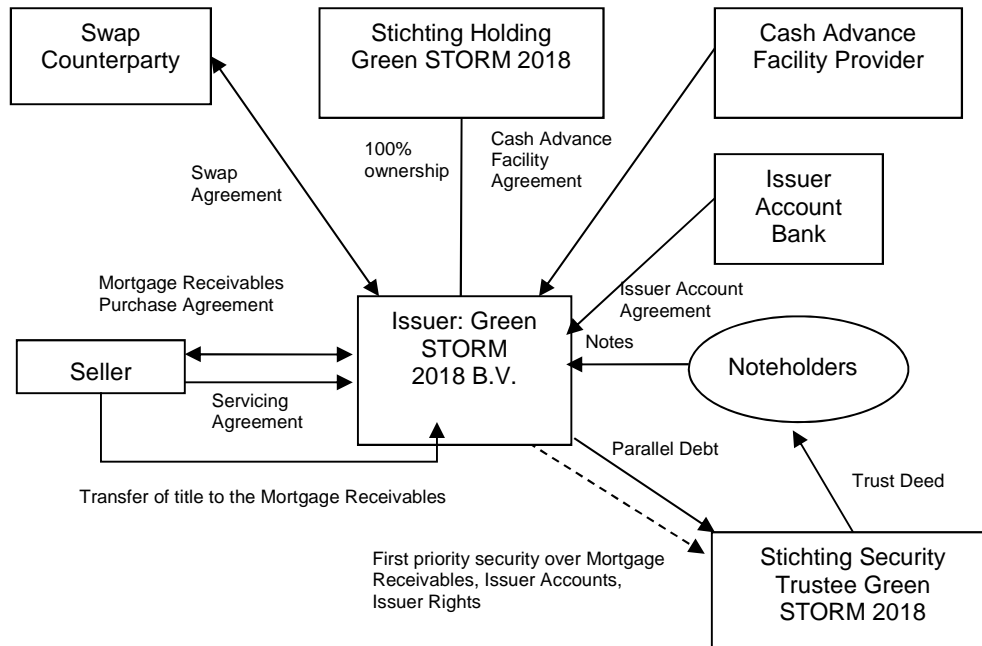 Swap
Counterparty
Stichting Holding
Green STORM 2018
Cash Advance
Facility Provider
100%
ownership
Cash Advance
Facility
Agreement
Swap
Agreement
Issuer
Account
Bank
Mortgage Receivables
Purchase Agreement
Issuer Account
Agreement
Issuer: Green
STORM
2018 B.V.
Notes
Seller
Noteholders
Servicing
Agreement
Parallel Debt
Trust Deed
Transfer of title to the Mortgage Receivables
First priority security over Mortgage
Receivables, Issuer Accounts,
Issuer Rights
Stichting Security
Trustee Green
STORM 2018